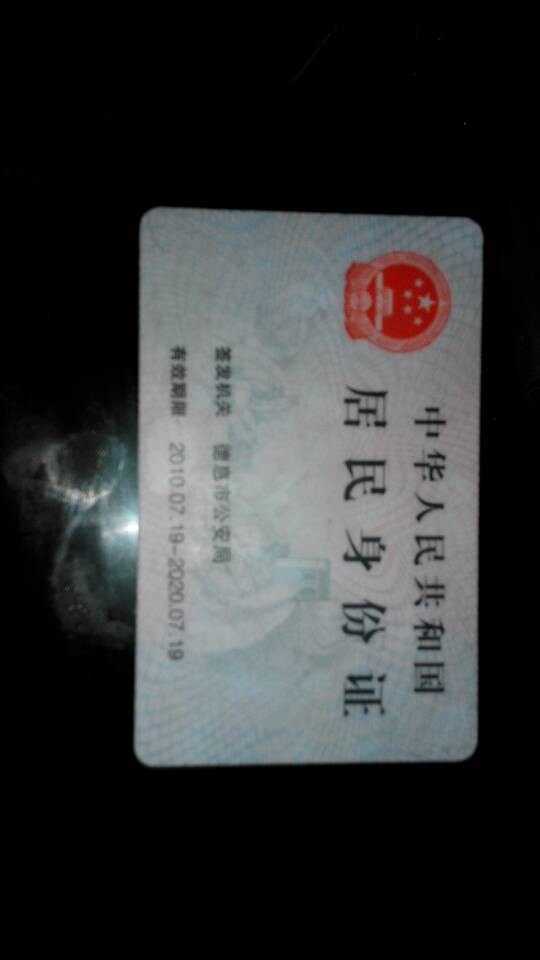 中华人民共和国
居民身份证
签发机关 德惠市公安局
有效期限 2010.07.19-2020.07.19